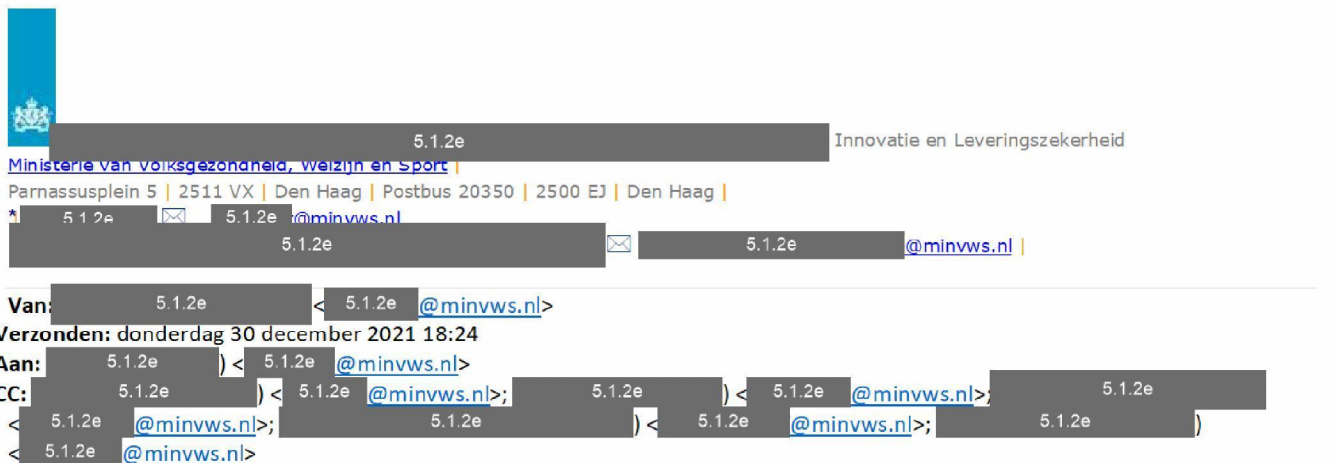 5.1.2e Innovatie en Leveringszekerheid
Ministerie van Volksgezondheid, Welzijn en Sport |
Parnassusplein 5 | 2511 VX | Den Haag | Postbus 20350 | 2500 EJ | Den Haag |
* 5.1.2e 5.1.2e r@minvws.nl
5.1.2e 5.1.2e @minvws.nl |
Van: 5.1.2e < 5.1.2e @minvws.nl>
Verzonden: donderdag 30 december 2021 18:24
Aan: 5.1.2e ) < 5.1.2e @minvws.nl>
CC: 5.1.2e ) < 5.1.2e @minvws.nl>; 5.1.2e ) < 5.1.2e @minvws.nl>; 5.1.2e
< 5.1.2e @minvws.nl>; 5.1.2e ) < 5.1.2e @minvws.nl>; 5.1.2e )
< 5.1.2e @minvws.nl>